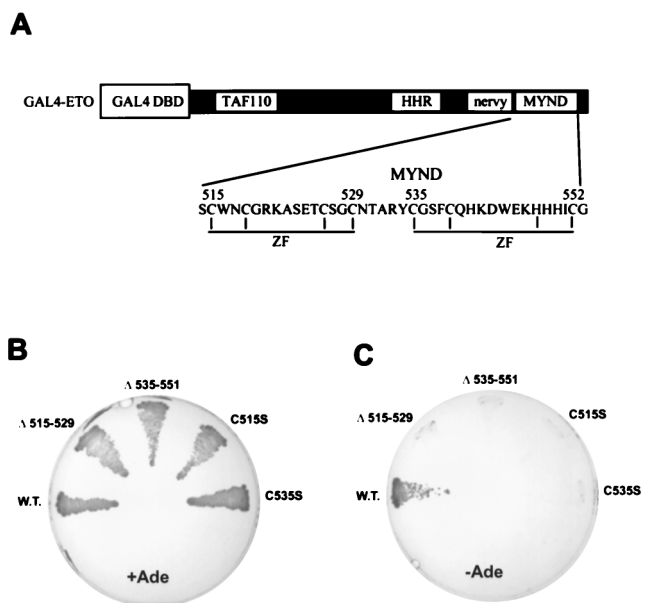 A
GAL4-ETO GAL4 DBD TAF110 HHR nervy MYND
MYND
515 529 535 552
SCWNCGRKASETCSGCNTARYCGSFCQHKDWEKHHHICG
ZF ZF
B
Δ 535-551
Δ 515-529 C515S
W.T. C535S
+Ade
C
Δ 535-551
Δ 515-529 C515S
W.T. C535S
-Ade